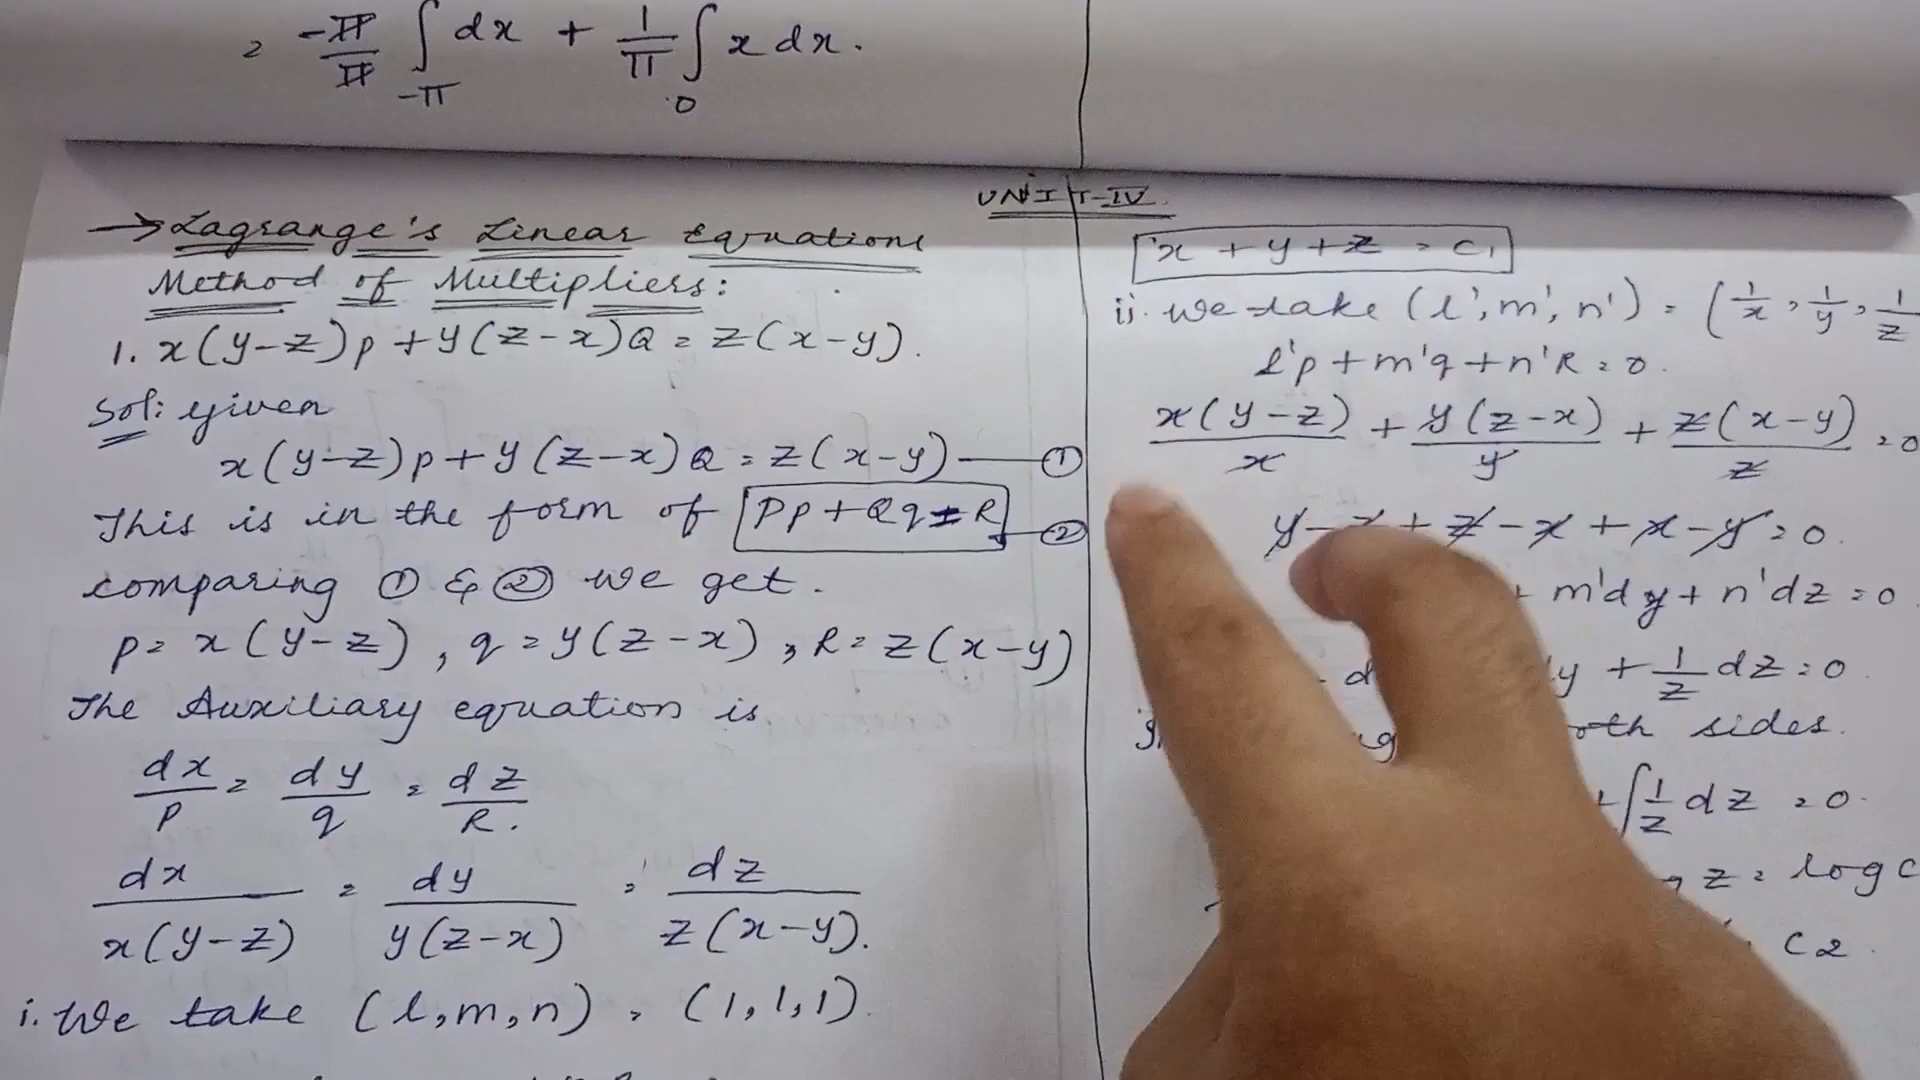 = -π/π ∫ dx + 1/π ∫ x dx.
-π 0
UNIT-IV
→ Lagrange's Linear Equations
Method of Multipliers:
1. x(y-z)p + y(z-x)Q = z(x-y).
Sol: given
x(y-z)p + y(z-x)Q = z(x-y) — ①
This is in the form of Pp + Qq = R — ②
comparing ① & ② we get.
p = x(y-z), q = y(z-x), R = z(x-y)
The Auxiliary equation is
dx/p = dy/q = dz/R.
dx/x(y-z) = dy/y(z-x) = dz/z(x-y).
i. We take (l,m,n) = (1,1,1).
x + y + z = c1
ii. We take (l', m', n') = (1/x, 1/y, 1/z
l'p + m'q + n'R = 0.
x(y-z)/x + y(z-x)/y + z(x-y)/z = 0
y - z + z - x + x - y = 0.
+ m'dy + n'dz = 0.
y + 1/z dz = 0.
oth sides.
+ ∫ 1/z dz = 0.
z = log c
c2.